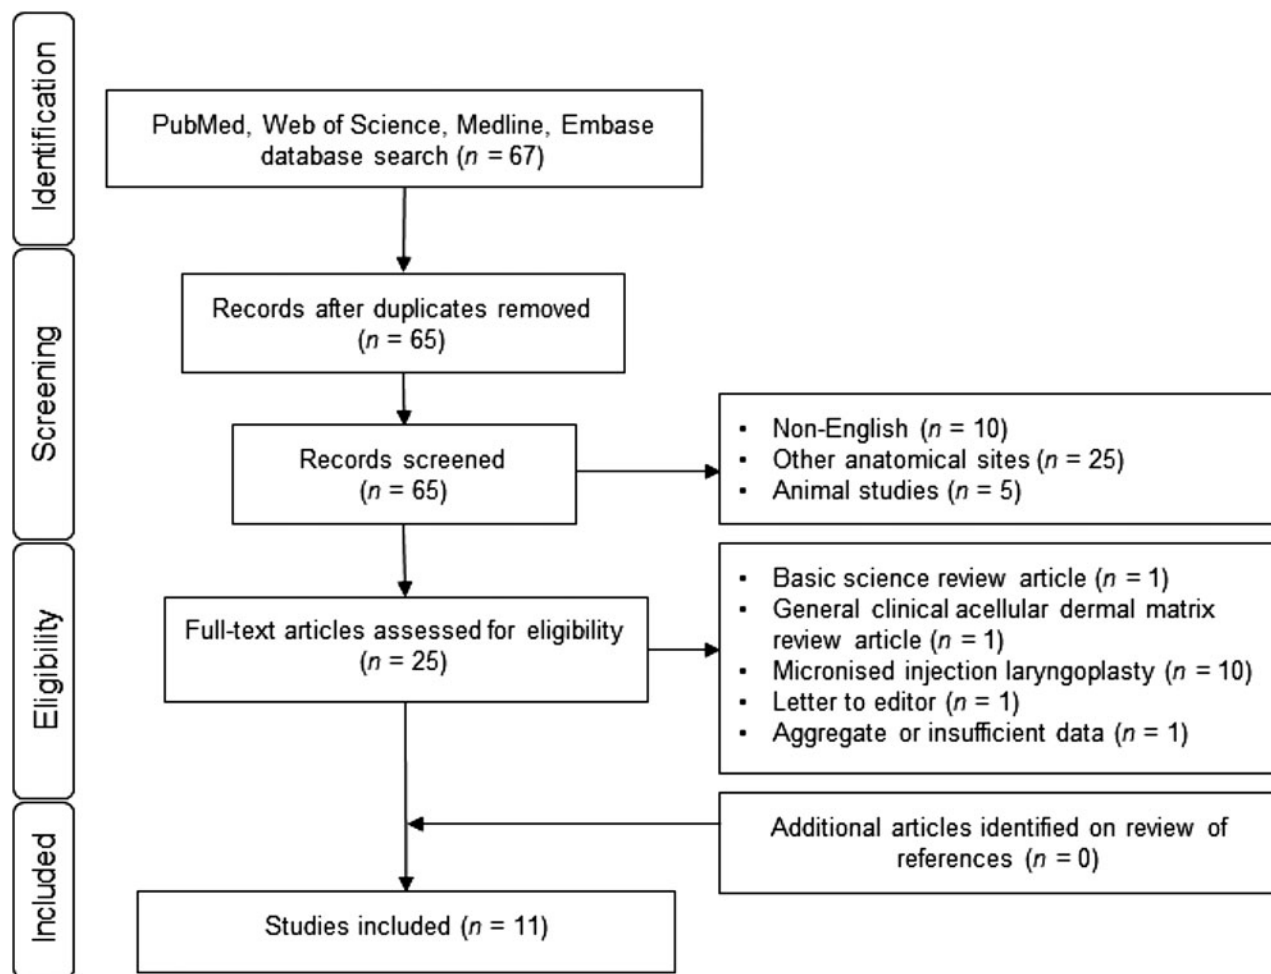 Identification
PubMed, Web of Science, Medline, Embase
database search (n = 67)
Screening
Records after duplicates removed
(n = 65)
Records screened
(n = 65)
▪ Non-English (n = 10)
▪ Other anatomical sites (n = 25)
▪ Animal studies (n = 5)
Eligibility
Full-text articles assessed for eligibility
(n = 25)
▪ Basic science review article (n = 1)
▪ General clinical acellular dermal matrix
review article (n = 1)
▪ Micronised injection laryngoplasty (n = 10)
▪ Letter to editor (n = 1)
▪ Aggregate or insufficient data (n = 1)
Included
Additional articles identified on review of
references (n = 0)
Studies included (n = 11)